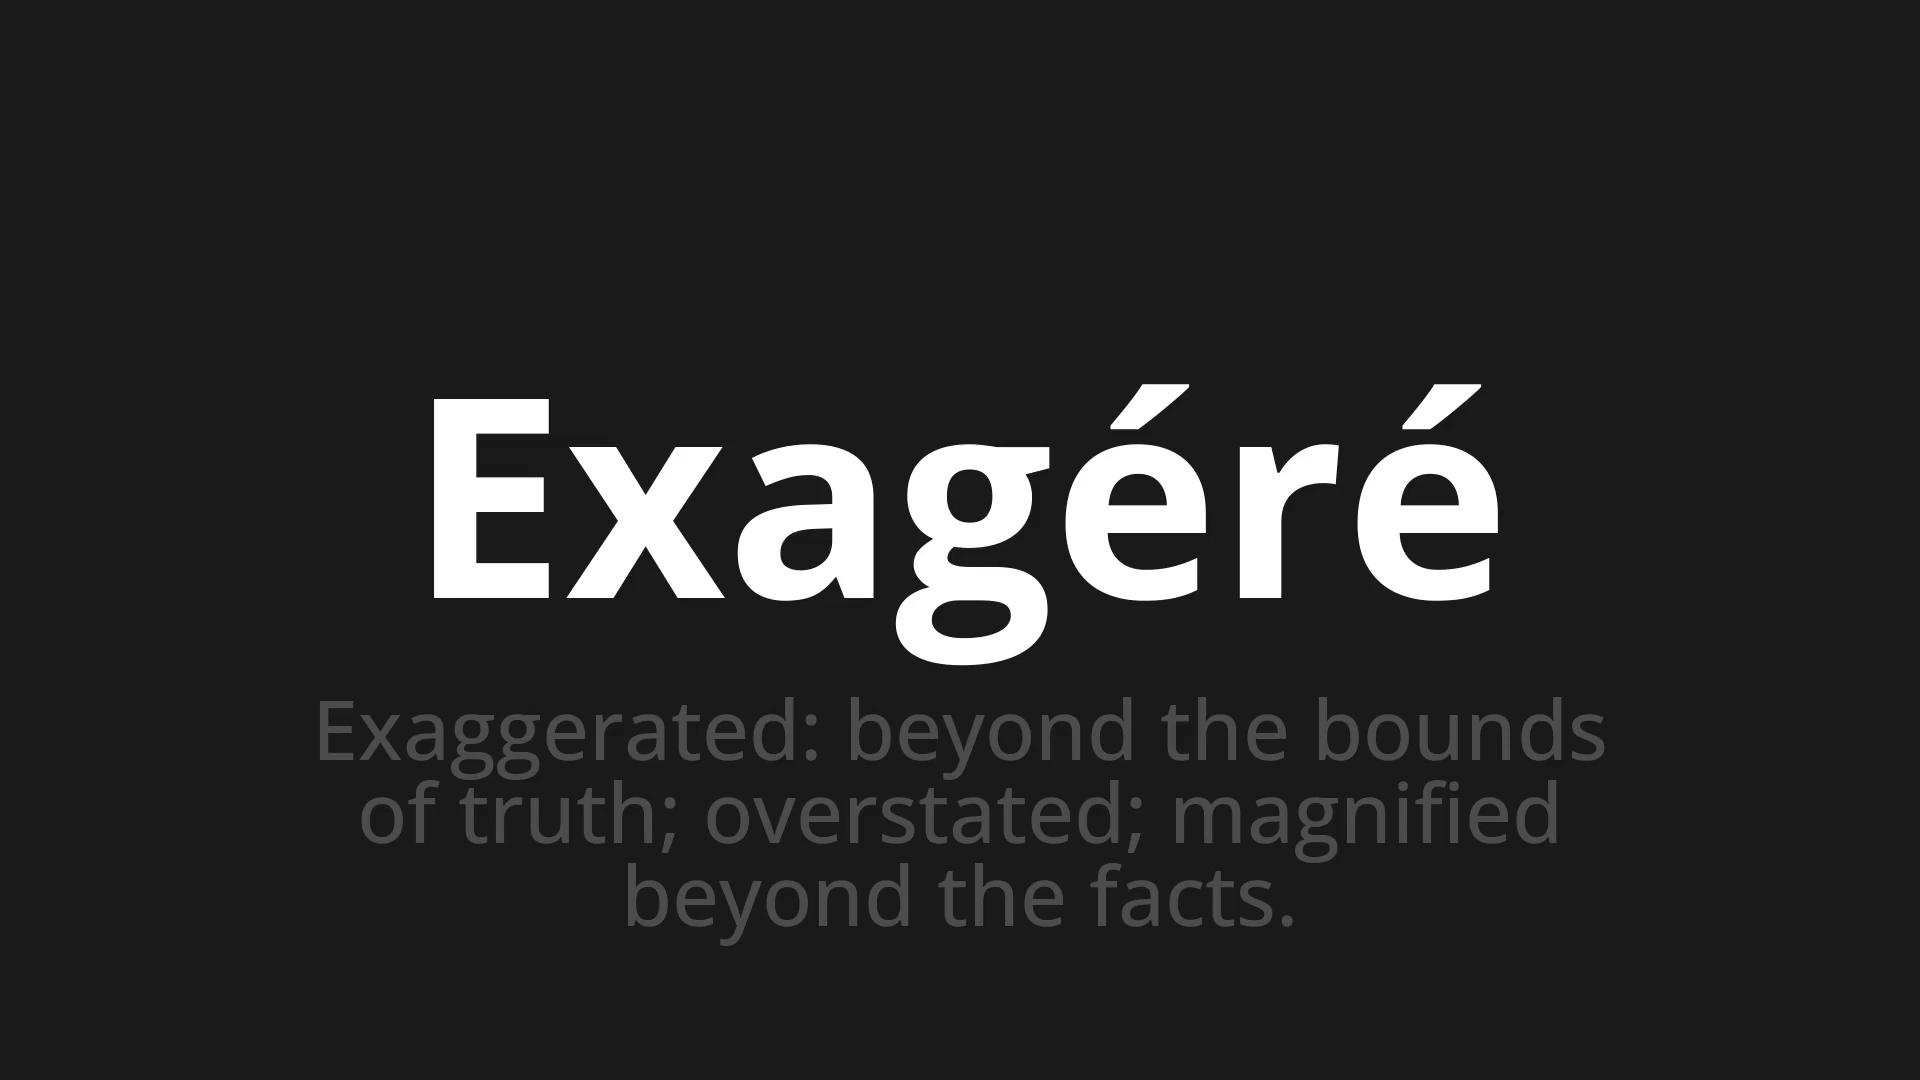 Exagéré
Exaggerated: beyond the bounds
of truth; overstated; magnified
beyond the facts.